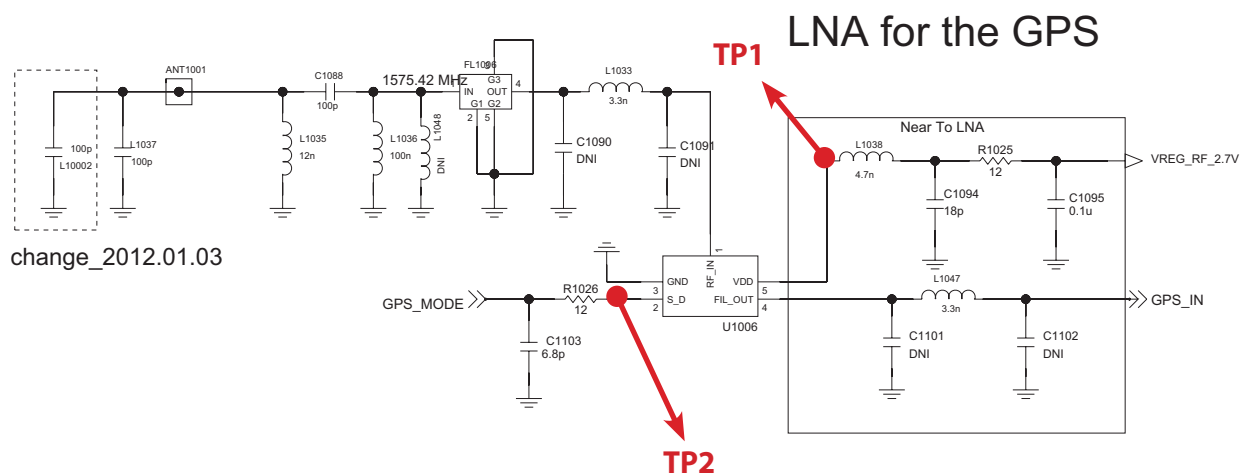 LNA for the GPS
TP1
ANT1001
C1088
100p
1575.42 MHz
FL1006
IN
OUT
G3
G1
G2
3
4
2
5
L1033
3.3n
100p
L10002
L1037
100p
L1035
12n
L1036
100n
L1048
DNI
C1090
DNI
C1091
DNI
Near To LNA
L1038
4.7n
R1025
12
VREG_RF_2.7V
C1094
18p
C1095
0.1u
change_2012.01.03
GPS_MODE
R1026
12
C1103
6.8p
GND
3
S_D
2
RF_IN
1
VDD
5
FIL_OUT
4
U1006
L1047
3.3n
GPS_IN
C1101
DNI
C1102
DNI
TP2